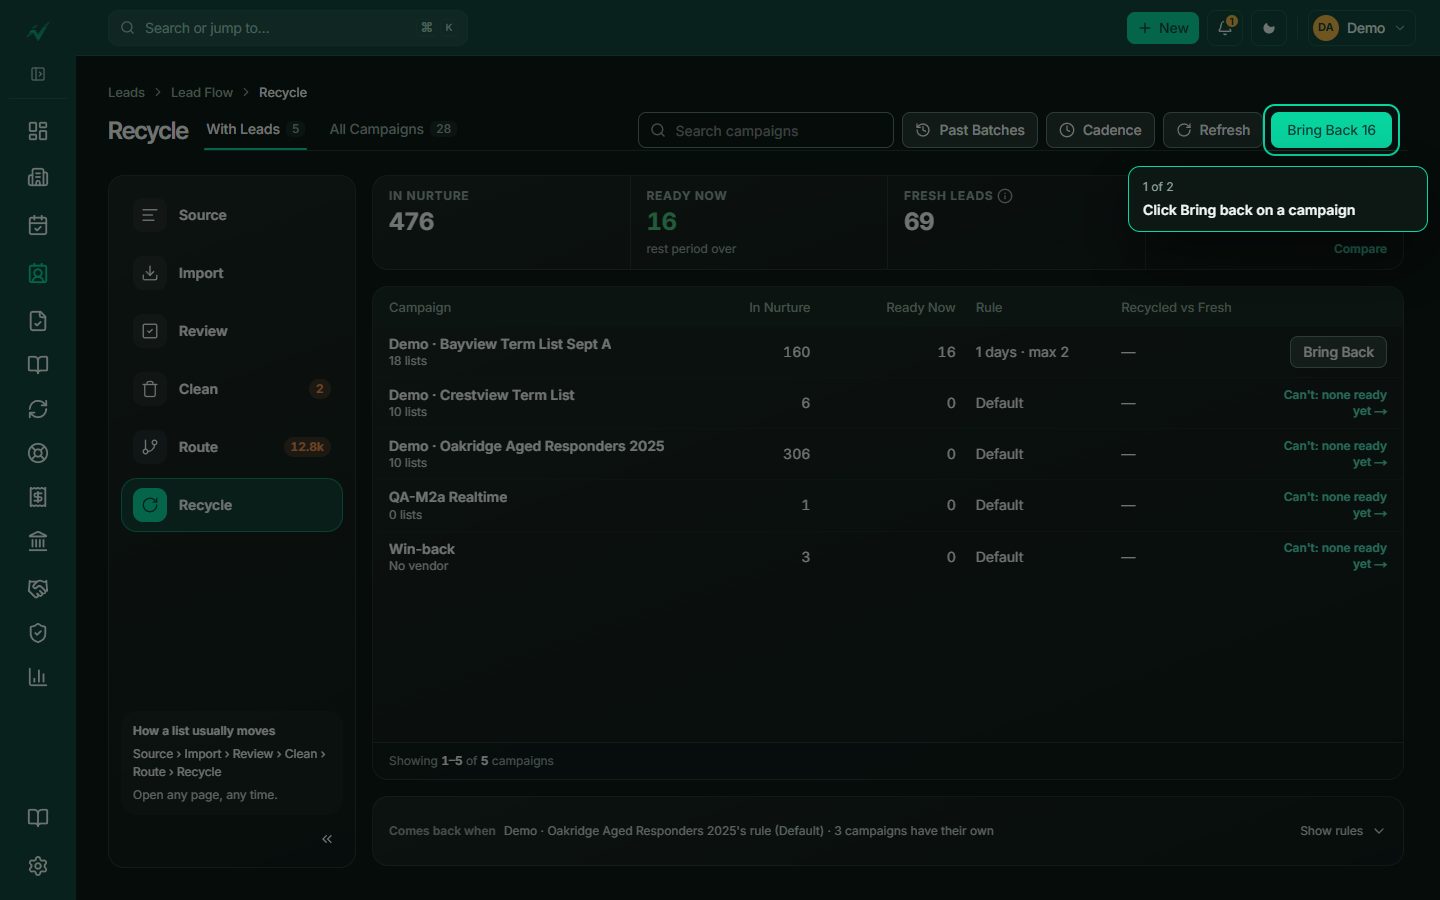 Search or jump to...
⌘ K
New
1
DA
Demo
Leads > Lead Flow > Recycle
Recycle
With Leads 5
All Campaigns 28
Search campaigns
Past Batches
Cadence
Refresh
Bring Back 16
1 of 2
Click Bring back on a campaign
Source
Import
Review
Clean 2
Route 12.8k
Recycle
How a list usually moves
Source › Import › Review › Clean ›
Route › Recycle
Open any page, any time.
IN NURTURE
476
READY NOW
16
rest period over
FRESH LEADS
69
Compare
Campaign In Nurture Ready Now Rule Recycled vs Fresh
Demo · Bayview Term List Sept A
18 lists
160 16 1 days · max 2 — Bring Back
Demo · Crestview Term List
10 lists
6 0 Default —
Can't: none ready
yet →
Demo · Oakridge Aged Responders 2025
10 lists
306 0 Default —
Can't: none ready
yet →
QA-M2a Realtime
0 lists
1 0 Default —
Can't: none ready
yet →
Win-back
No vendor
3 0 Default —
Can't: none ready
yet →
Showing 1–5 of 5 campaigns
Comes back when Demo · Oakridge Aged Responders 2025's rule (Default) · 3 campaigns have their own
Show rules